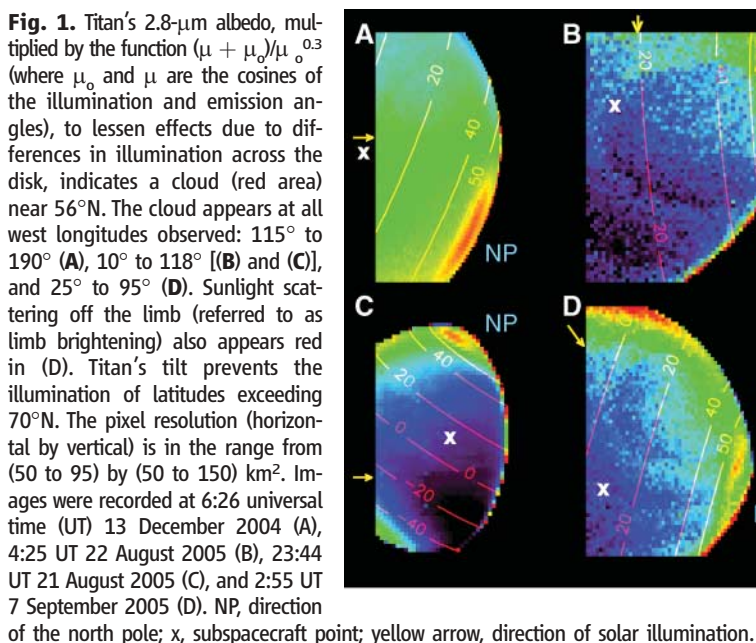 Fig. 1. Titan's 2.8-μm albedo, mul-
tiplied by the function (μ + μo)/μ o0.3
(where μo and μ are the cosines of
the illumination and emission an-
gles), to lessen effects due to dif-
ferences in illumination across the
disk, indicates a cloud (red area)
near 56°N. The cloud appears at all
west longitudes observed: 115° to
190° (A), 10° to 118° [(B) and (C)],
and 25° to 95° (D). Sunlight scat-
tering off the limb (referred to as
limb brightening) also appears red
in (D). Titan's tilt prevents the
illumination of latitudes exceeding
70°N. The pixel resolution (horizon-
tal by vertical) is in the range from
(50 to 95) by (50 to 150) km2. Im-
ages were recorded at 6:26 universal
time (UT) 13 December 2004 (A),
4:25 UT 22 August 2005 (B), 23:44
UT 21 August 2005 (C), and 2:55 UT
7 September 2005 (D). NP, direction
of the north pole; x, subspacecraft point; yellow arrow, direction of solar illumination.
A
20
40
x
50
NP
B
20
x
-20
C
NP
40
20
0
x
0
-20
-40
D
0
20
40
50
x
-20